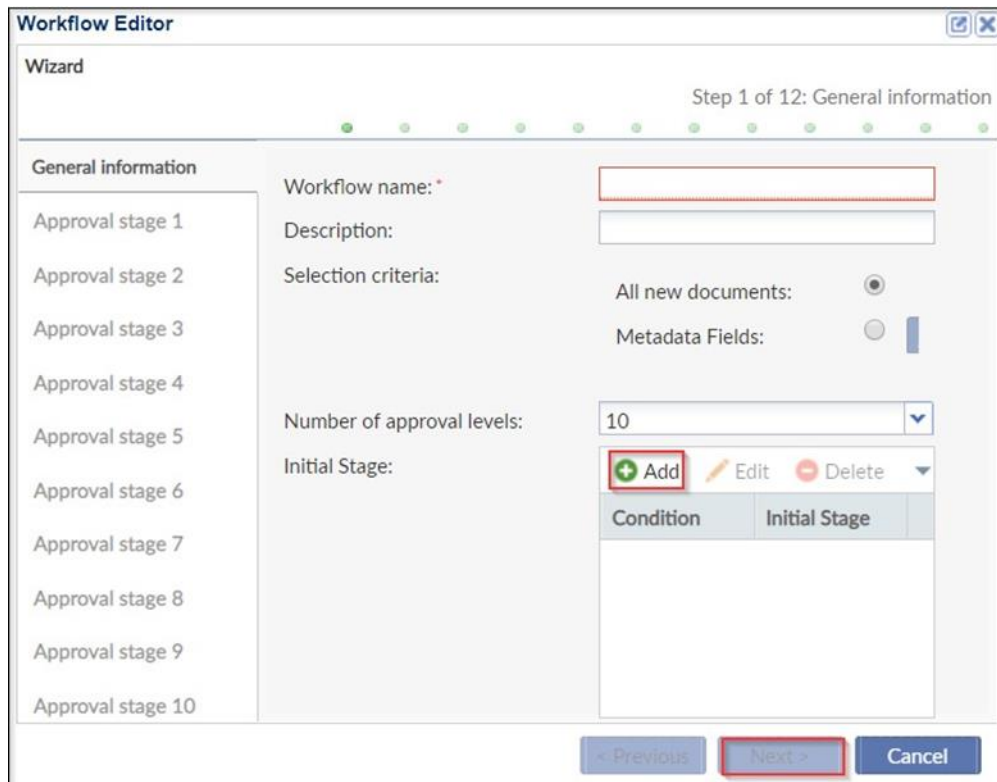 Workflow Editor
Wizard
Step 1 of 12: General information
General information
Approval stage 1
Approval stage 2
Approval stage 3
Approval stage 4
Approval stage 5
Approval stage 6
Approval stage 7
Approval stage 8
Approval stage 9
Approval stage 10
Workflow name: *
Description:
Selection criteria:
All new documents:
Metadata Fields:
Number of approval levels: 10
Initial Stage:
Add Edit Delete
Condition Initial Stage
< Previous Next > Cancel